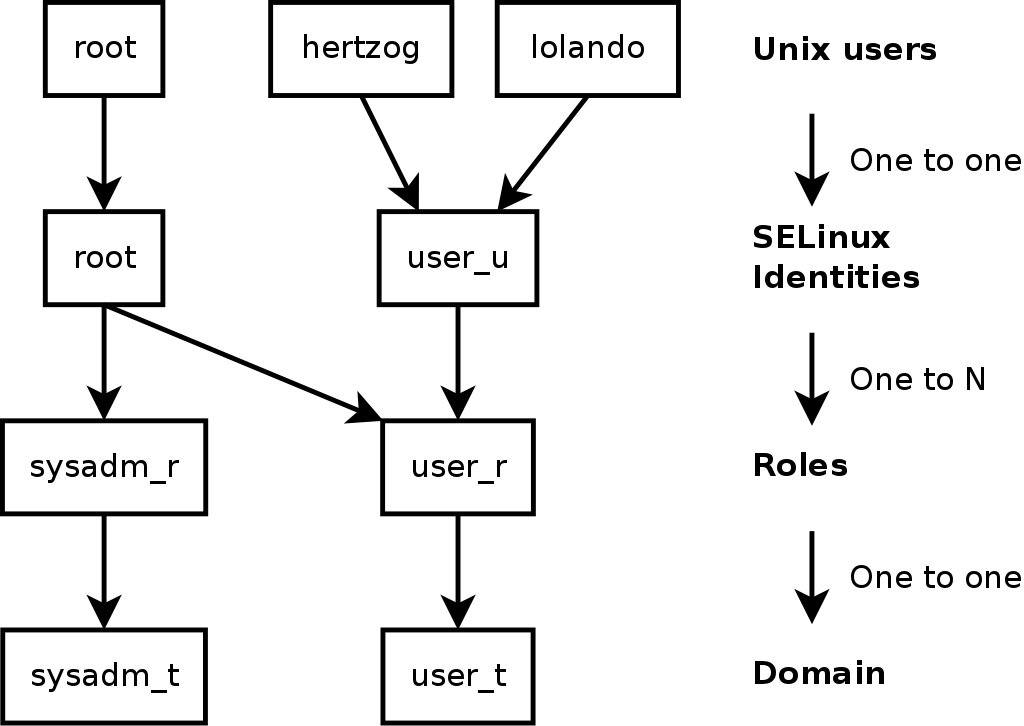 root
hertzog
lolando
Unix users
One to one
root
user_u
SELinux
Identities
One to N
sysadm_r
user_r
Roles
One to one
sysadm_t
user_t
Domain